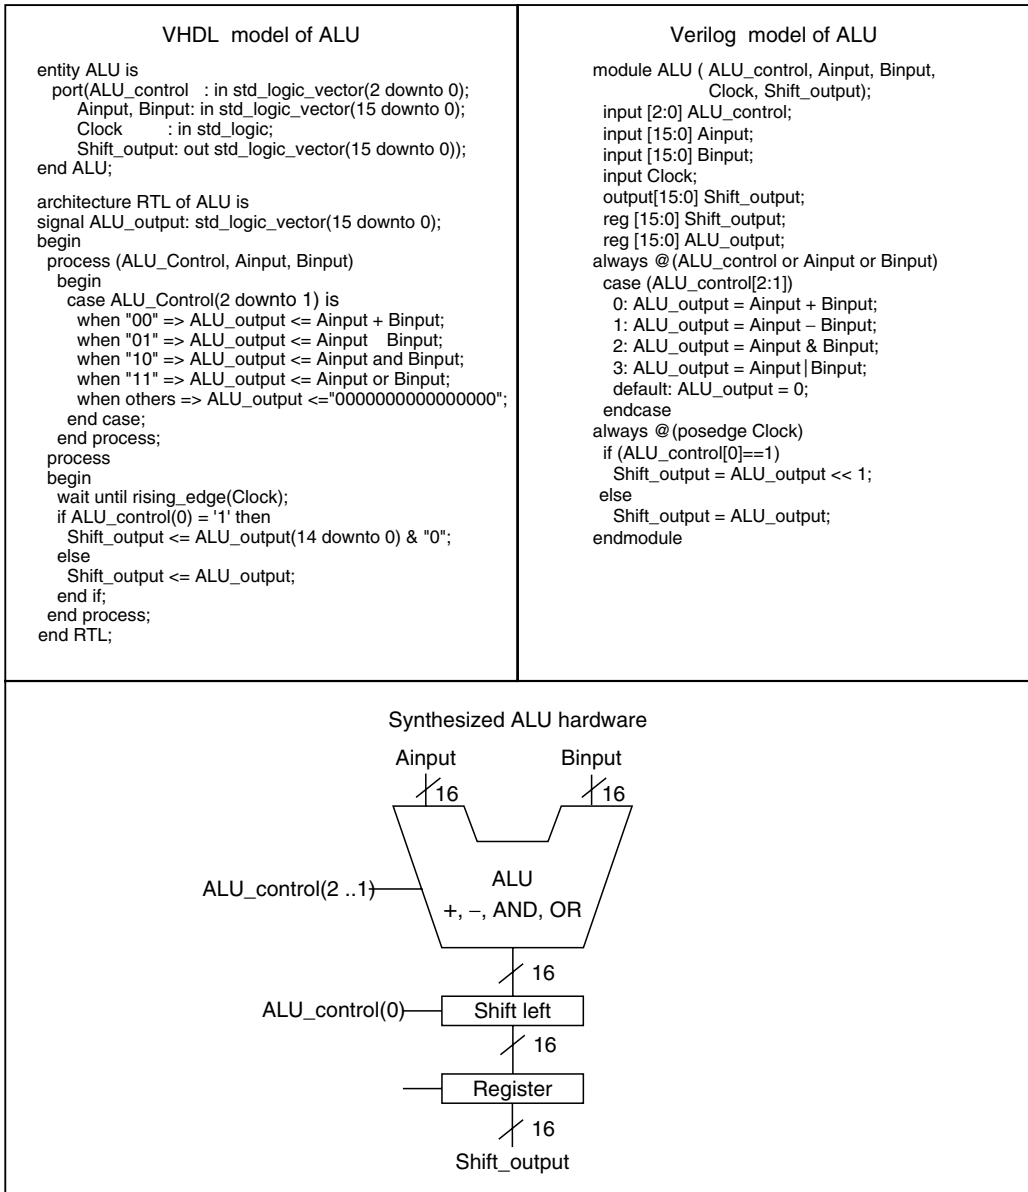 VHDL model of ALU
entity ALU is
port(ALU_control : in std_logic_vector(2 downto 0);
Ainput, Binput: in std_logic_vector(15 downto 0);
Clock : in std_logic;
Shift_output: out std_logic_vector(15 downto 0));
end ALU;
architecture RTL of ALU is
signal ALU_output: std_logic_vector(15 downto 0);
begin
process (ALU_Control, Ainput, Binput)
begin
case ALU_Control(2 downto 1) is
when "00" => ALU_output <= Ainput + Binput;
when "01" => ALU_output <= Ainput Binput;
when "10" => ALU_output <= Ainput and Binput;
when "11" => ALU_output <= Ainput or Binput;
when others => ALU_output <="0000000000000000";
end case;
end process;
process
begin
wait until rising_edge(Clock);
if ALU_control(0) = '1' then
Shift_output <= ALU_output(14 downto 0) & "0";
else
Shift_output <= ALU_output;
end if;
end process;
end RTL;
Verilog model of ALU
module ALU ( ALU_control, Ainput, Binput,
Clock, Shift_output);
input [2:0] ALU_control;
input [15:0] Ainput;
input [15:0] Binput;
input Clock;
output[15:0] Shift_output;
reg [15:0] Shift_output;
reg [15:0] ALU_output;
always @(ALU_control or Ainput or Binput)
case (ALU_control[2:1])
0: ALU_output = Ainput + Binput;
1: ALU_output = Ainput – Binput;
2: ALU_output = Ainput & Binput;
3: ALU_output = Ainput|Binput;
default: ALU_output = 0;
endcase
always @(posedge Clock)
if (ALU_control[0]==1)
Shift_output = ALU_output << 1;
else
Shift_output = ALU_output;
endmodule
Synthesized ALU hardware
Ainput Binput
16 16
ALU_control(2 ..1)
ALU
+, –, AND, OR
16
ALU_control(0) Shift left
16
Register
16
Shift_output